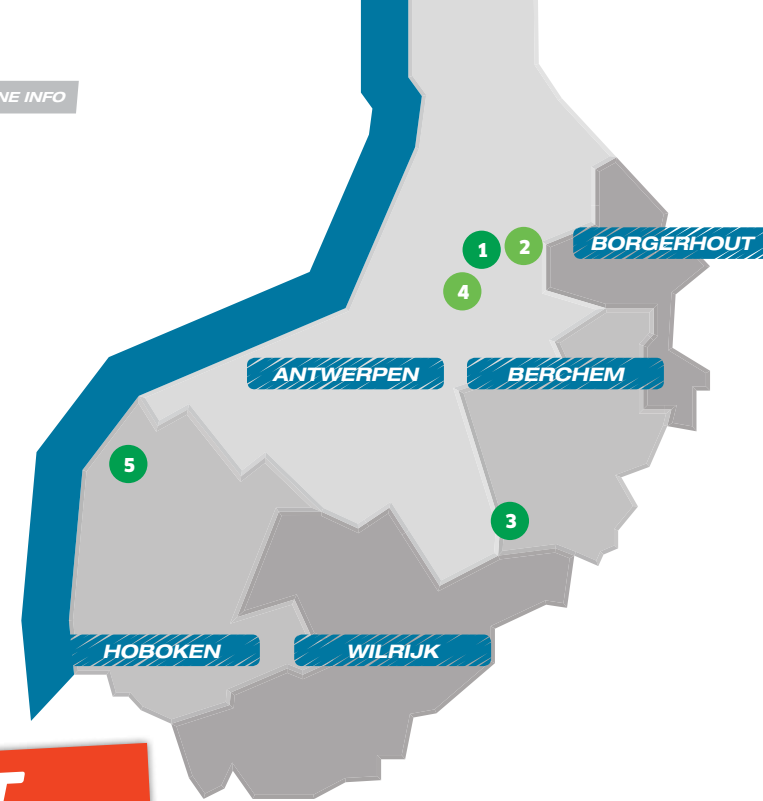 NE INFO
1
2
BORGERHOUT
4
ANTWERPEN
BERCHEM
5
3
HOBOKEN
WILRIJK
T